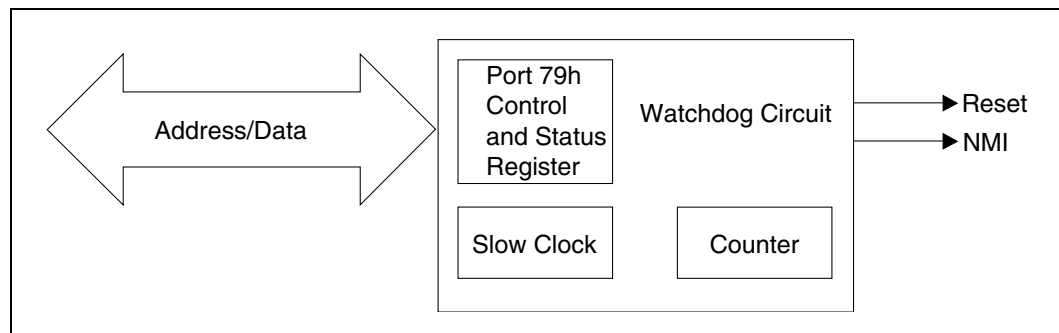 Address/Data
Port 79h
Control
and Status
Register
Watchdog Circuit
Slow Clock
Counter
Reset
NMI